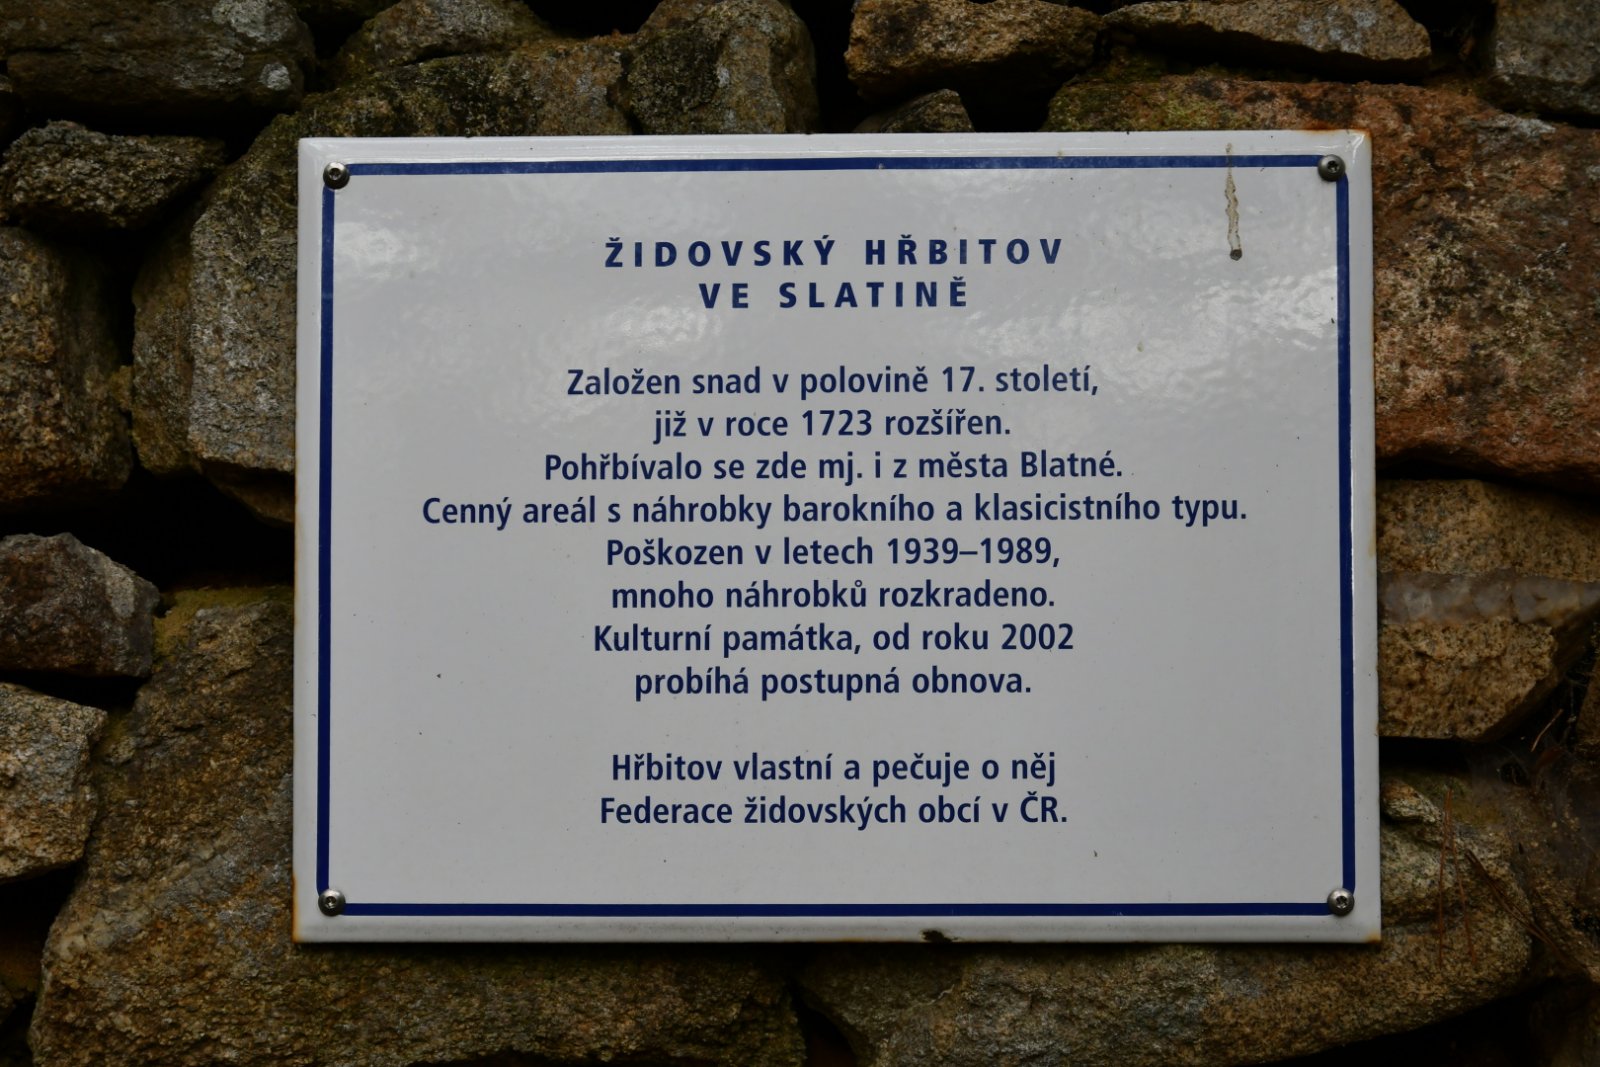 ŽIDOVSKÝ HŘBITOV
VE SLATINĚ
Založen snad v polovině 17. století,
již v roce 1723 rozšířen.
Pohřbívalo se zde mj. i z města Blatné.
Cenný areál s náhrobky barokního a klasicistního typu.
Poškozen v letech 1939–1989,
mnoho náhrobků rozkradeno.
Kulturní památka, od roku 2002
probíhá postupná obnova.
Hřbitov vlastní a pečuje o něj
Federace židovských obcí v ČR.